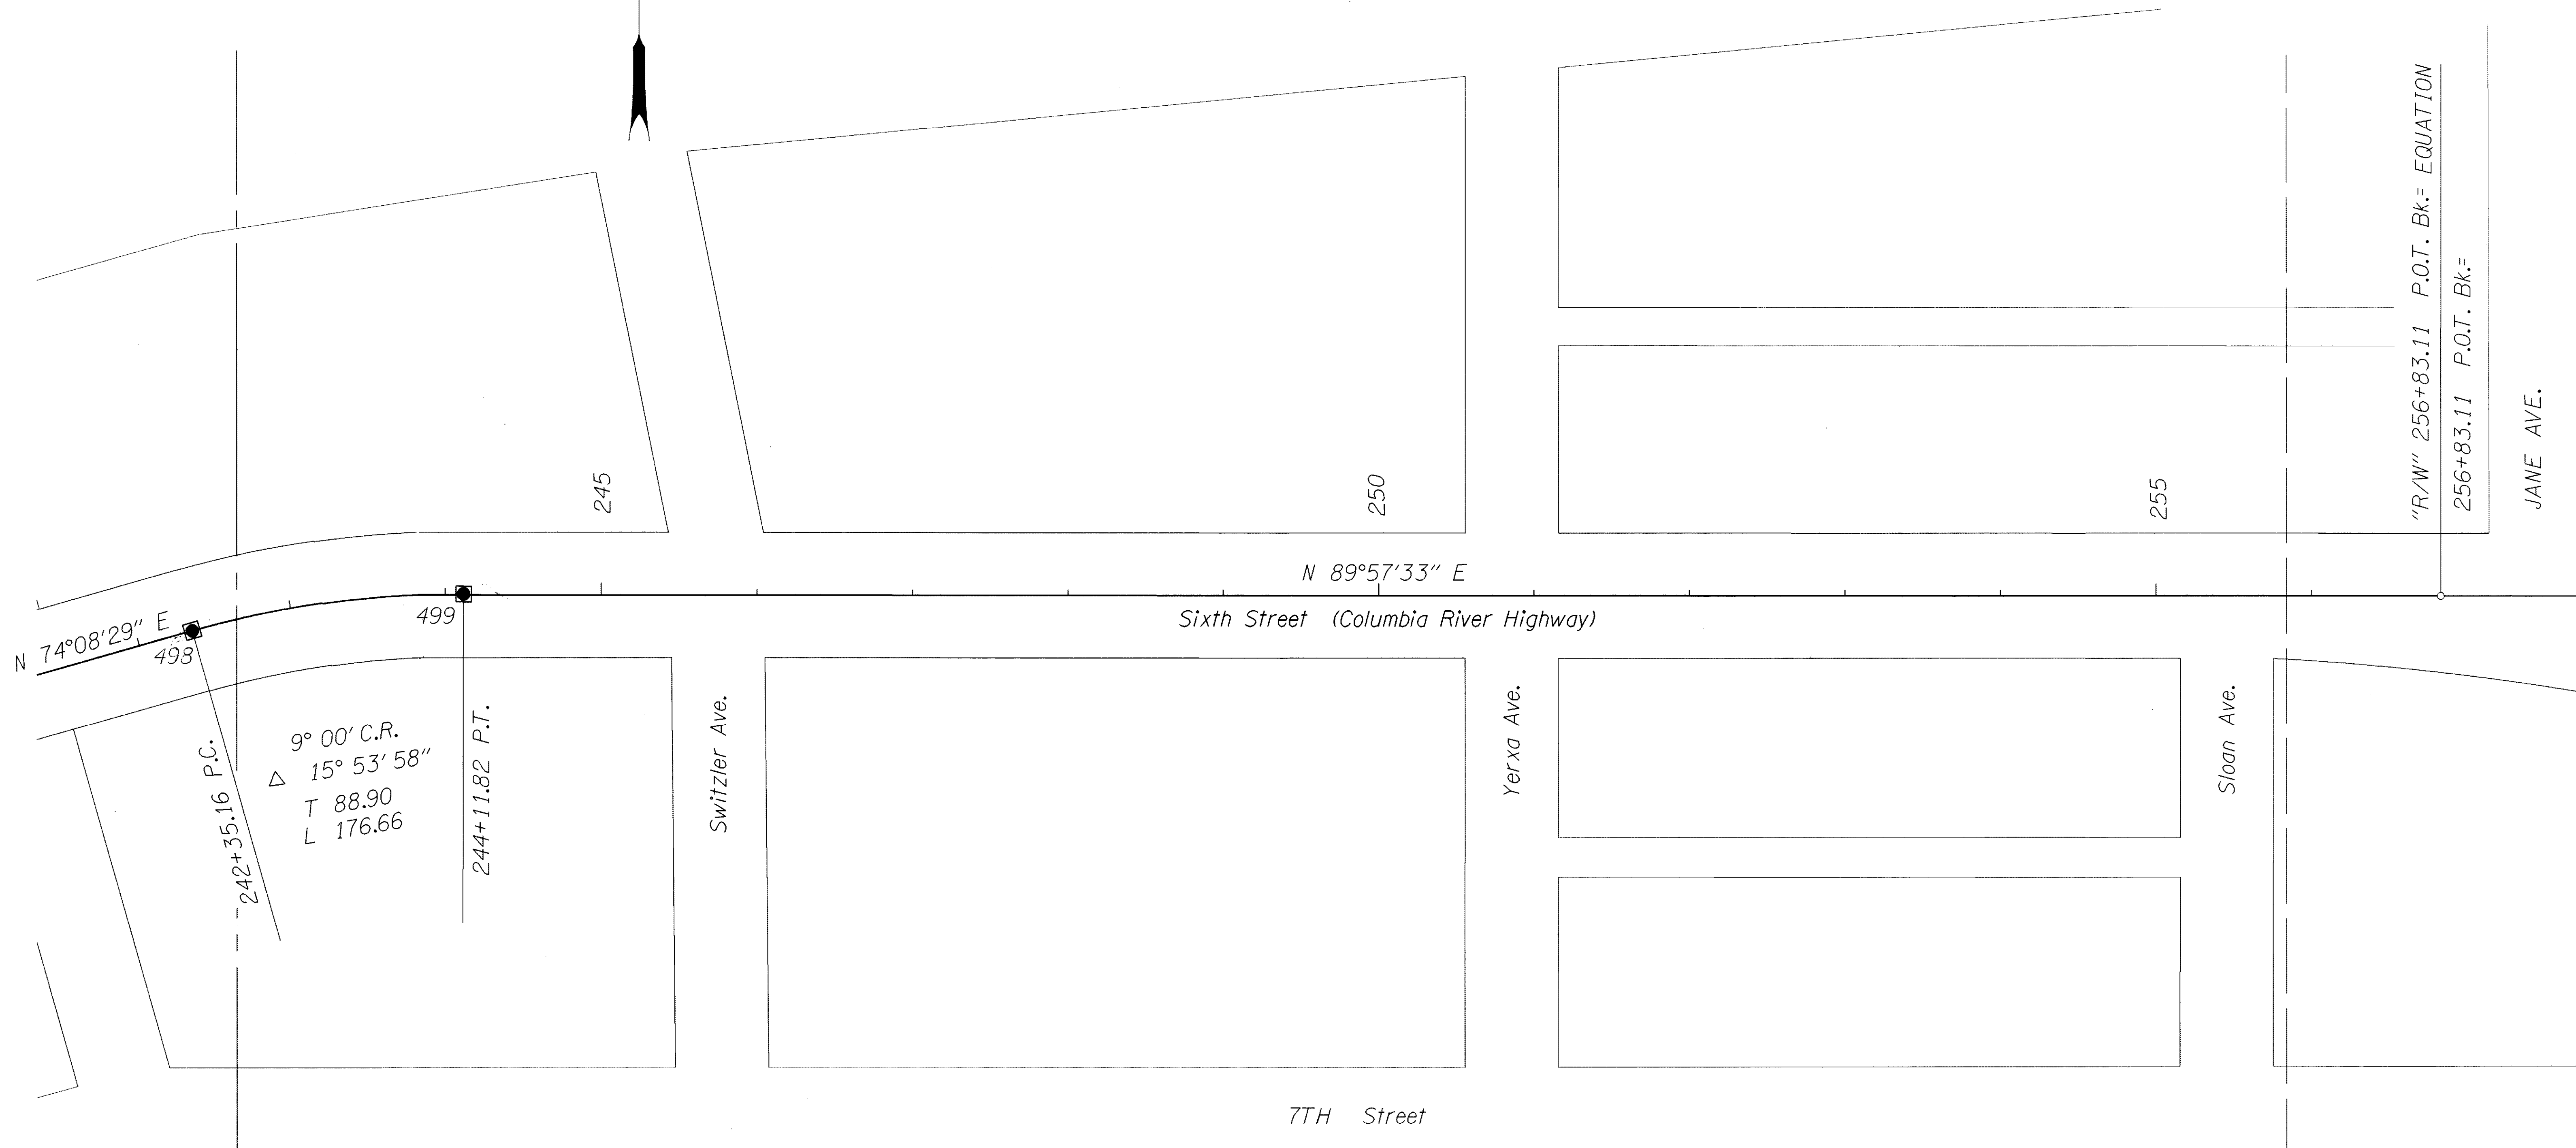 "R/W" 256+83.11 P.O.T. Bk.= EQUATION
256+83.11 P.O.T. Bk.=
JANE AVE.
245
250
255
N 89°57'33" E
Sixth Street (Columbia River Highway)
N 74°08'29" E
498
499
242+35.16 P.C.
9° 00' C.R.
△ 15° 53' 58"
T 88.90
L 176.66
244+11.82 P.T.
Switzler Ave.
Yerxa Ave.
Sloan Ave.
7TH Street